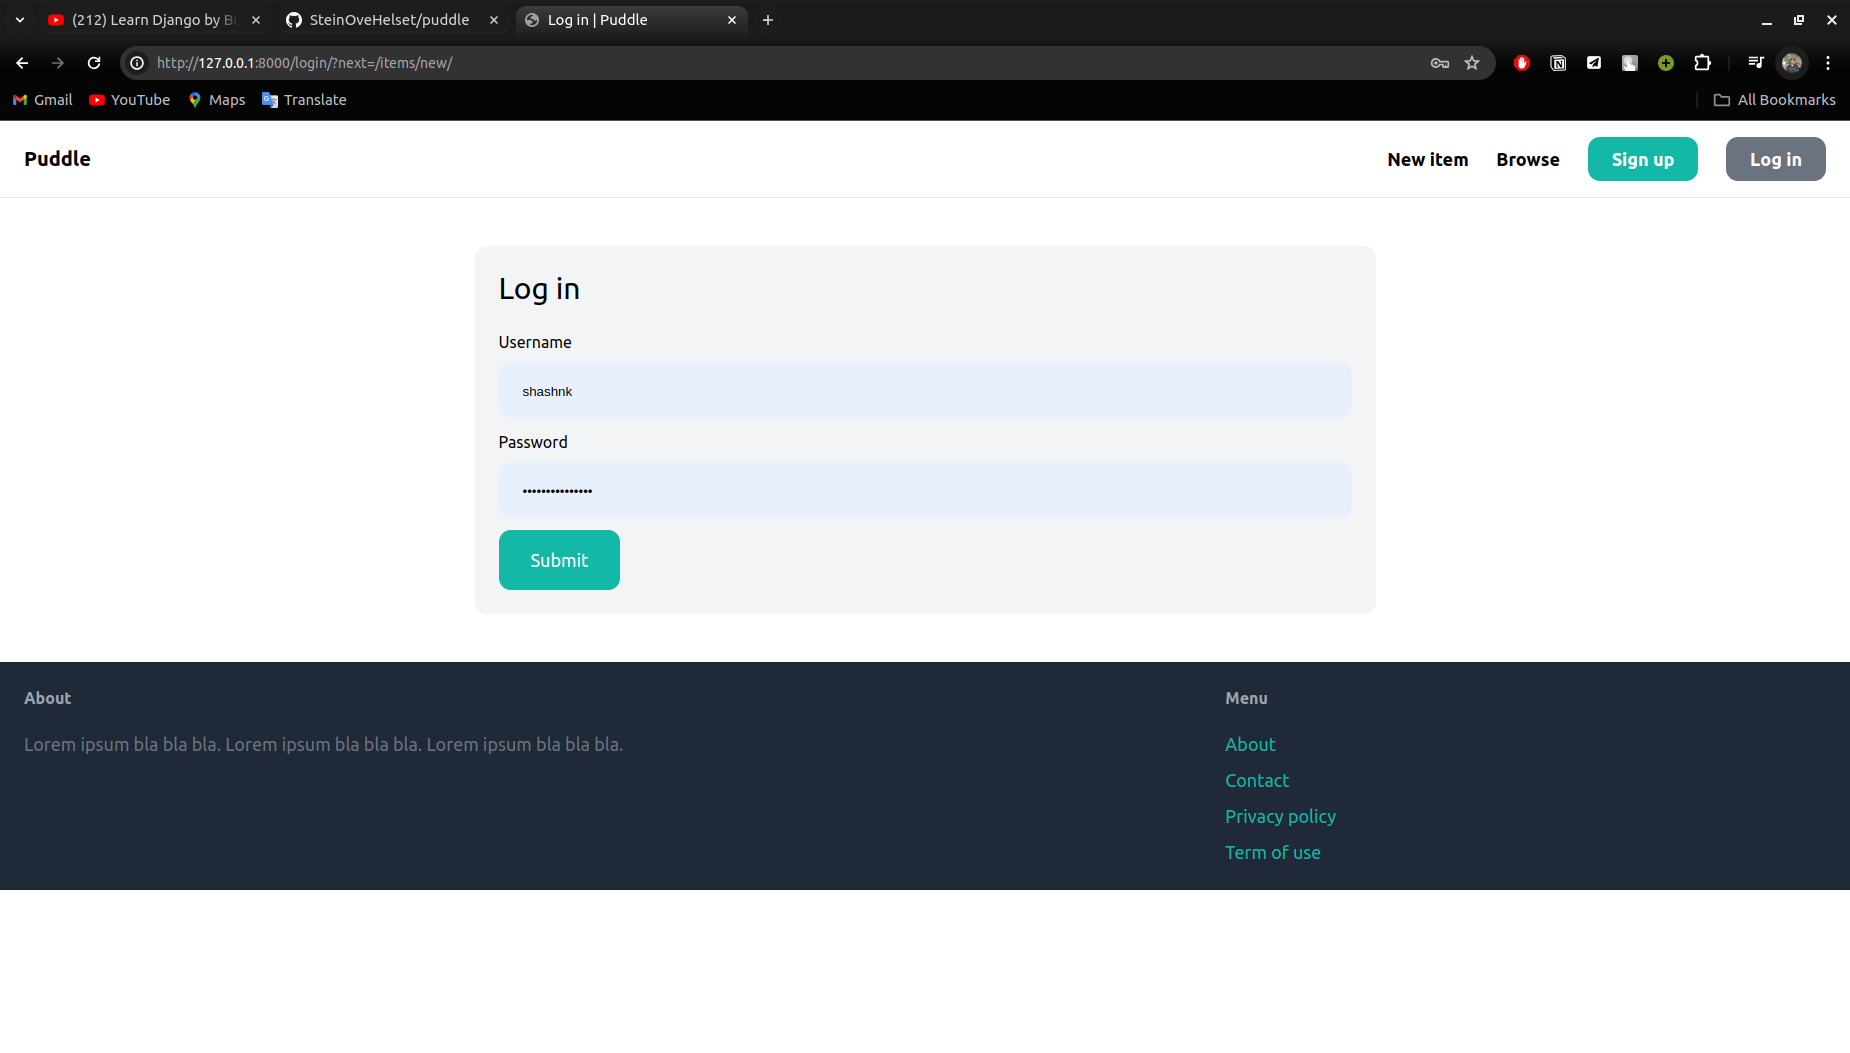 (212) Learn Django by Bu
SteinOveHelset/puddle
Log in | Puddle
http://127.0.0.1:8000/login/?next=/items/new/
Gmail
YouTube
Maps
Translate
All Bookmarks
Puddle
New item
Browse
Sign up
Log in
Log in
Username
shashnk
Password
•••••••••••••••
Submit
About
Lorem ipsum bla bla bla. Lorem ipsum bla bla bla. Lorem ipsum bla bla bla.
Menu
About
Contact
Privacy policy
Term of use